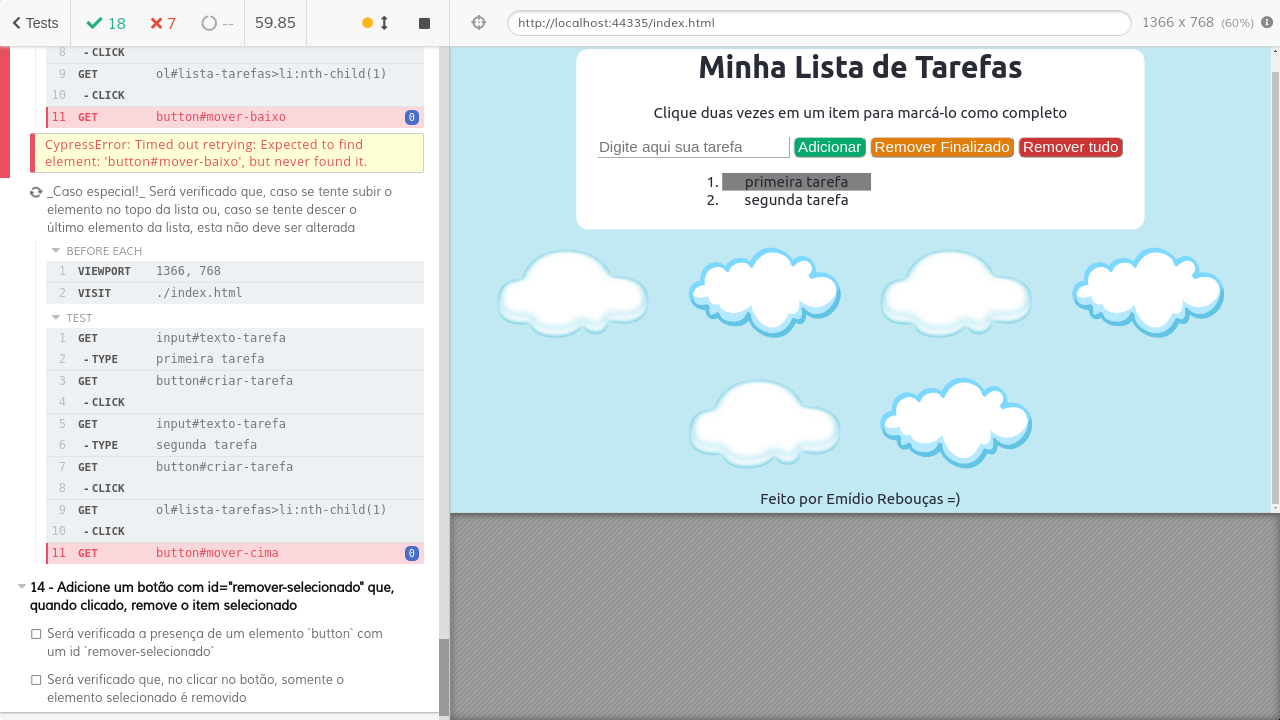 Tests
18
7
--
59.85
http://localhost:44335/index.html
1366 x 768 (60%)
8 - CLICK
9 GET ol#lista-tarefas>li:nth-child(1)
10 - CLICK
11 GET button#mover-baixo 0
CypressError: Timed out retrying: Expected to find
element: 'button#mover-baixo', but never found it.
_Caso especial!_ Será verificado que, caso se tente subir o
elemento no topo da lista ou, caso se tente descer o
último elemento da lista, esta não deve ser alterada
BEFORE EACH
1 VIEWPORT 1366, 768
2 VISIT ./index.html
TEST
1 GET input#texto-tarefa
2 - TYPE primeira tarefa
3 GET button#criar-tarefa
4 - CLICK
5 GET input#texto-tarefa
6 - TYPE segunda tarefa
7 GET button#criar-tarefa
8 - CLICK
9 GET ol#lista-tarefas>li:nth-child(1)
10 - CLICK
11 GET button#mover-cima 0
14 - Adicione um botão com id="remover-selecionado" que,
quando clicado, remove o item selecionado
Será verificada a presença de um elemento `button` com
um id `remover-selecionado`
Será verificado que, no clicar no botão, somente o
elemento selecionado é removido
Minha Lista de Tarefas
Clique duas vezes em um item para marcá-lo como completo
Digite aqui sua tarefa Adicionar Remover Finalizado Remover tudo
1. primeira tarefa
2. segunda tarefa
Feito por Emídio Rebouças =)